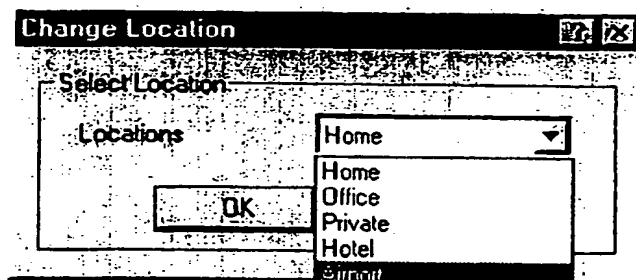 Change Location
Select Location
Locations Home
Home
Office
OK
Private
Hotel
Airport